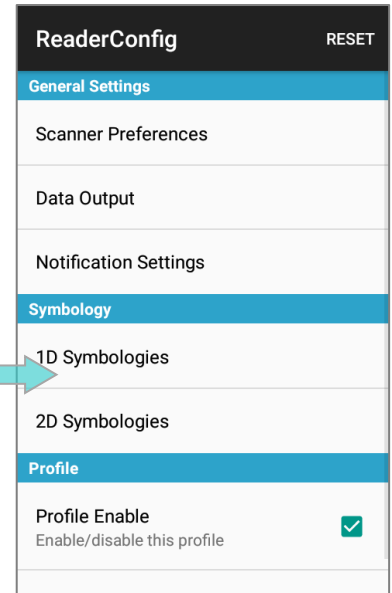 ReaderConfig RESET
General Settings
Scanner Preferences
Data Output
Notification Settings
Symbology
1D Symbologies
2D Symbologies
Profile
Profile Enable
Enable/disable this profile